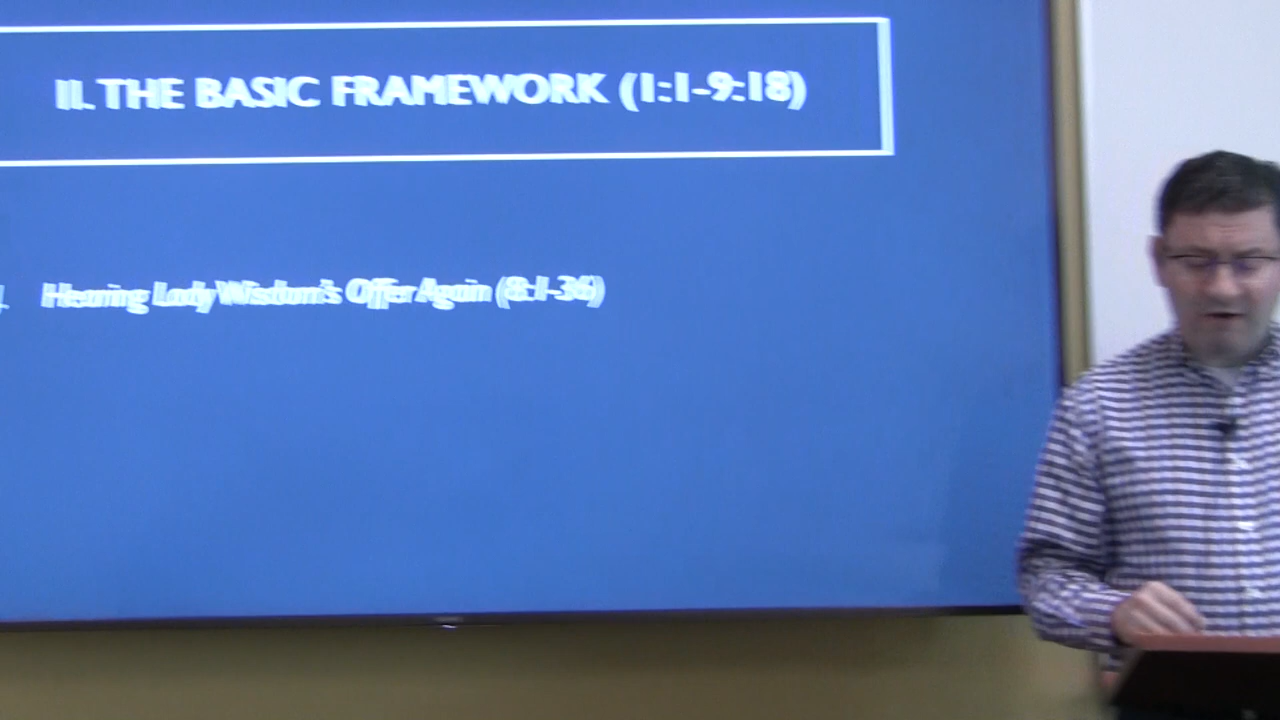 II. THE BASIC FRAMEWORK (1:1-9:18)
Hearing Lady Wisdom's Offer Again (8:1-36)